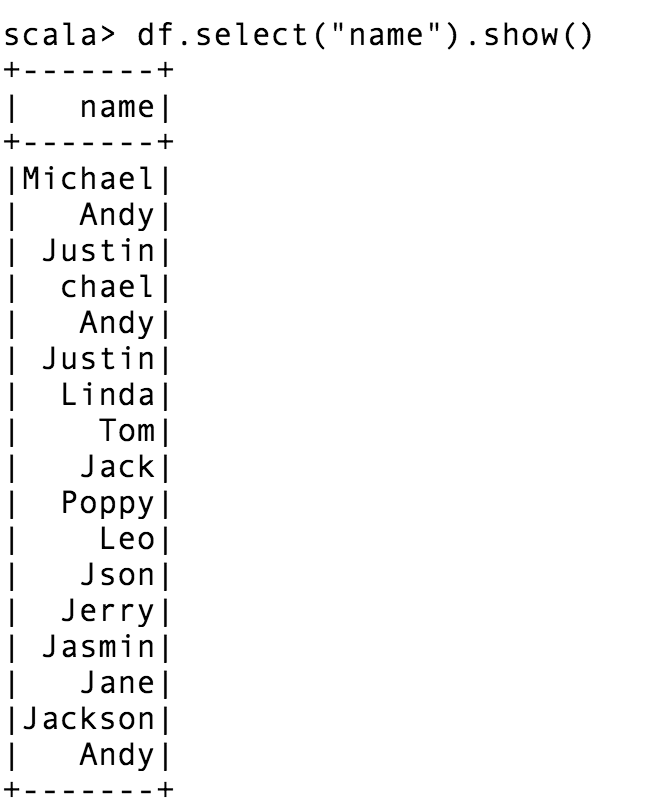 scala> df.select("name").show()
+-------+
|   name|
+-------+
|Michael|
|   Andy|
| Justin|
|  chael|
|   Andy|
| Justin|
|  Linda|
|    Tom|
|   Jack|
|  Poppy|
|    Leo|
|   Json|
|  Jerry|
| Jasmin|
|   Jane|
|Jackson|
|   Andy|
+-------+